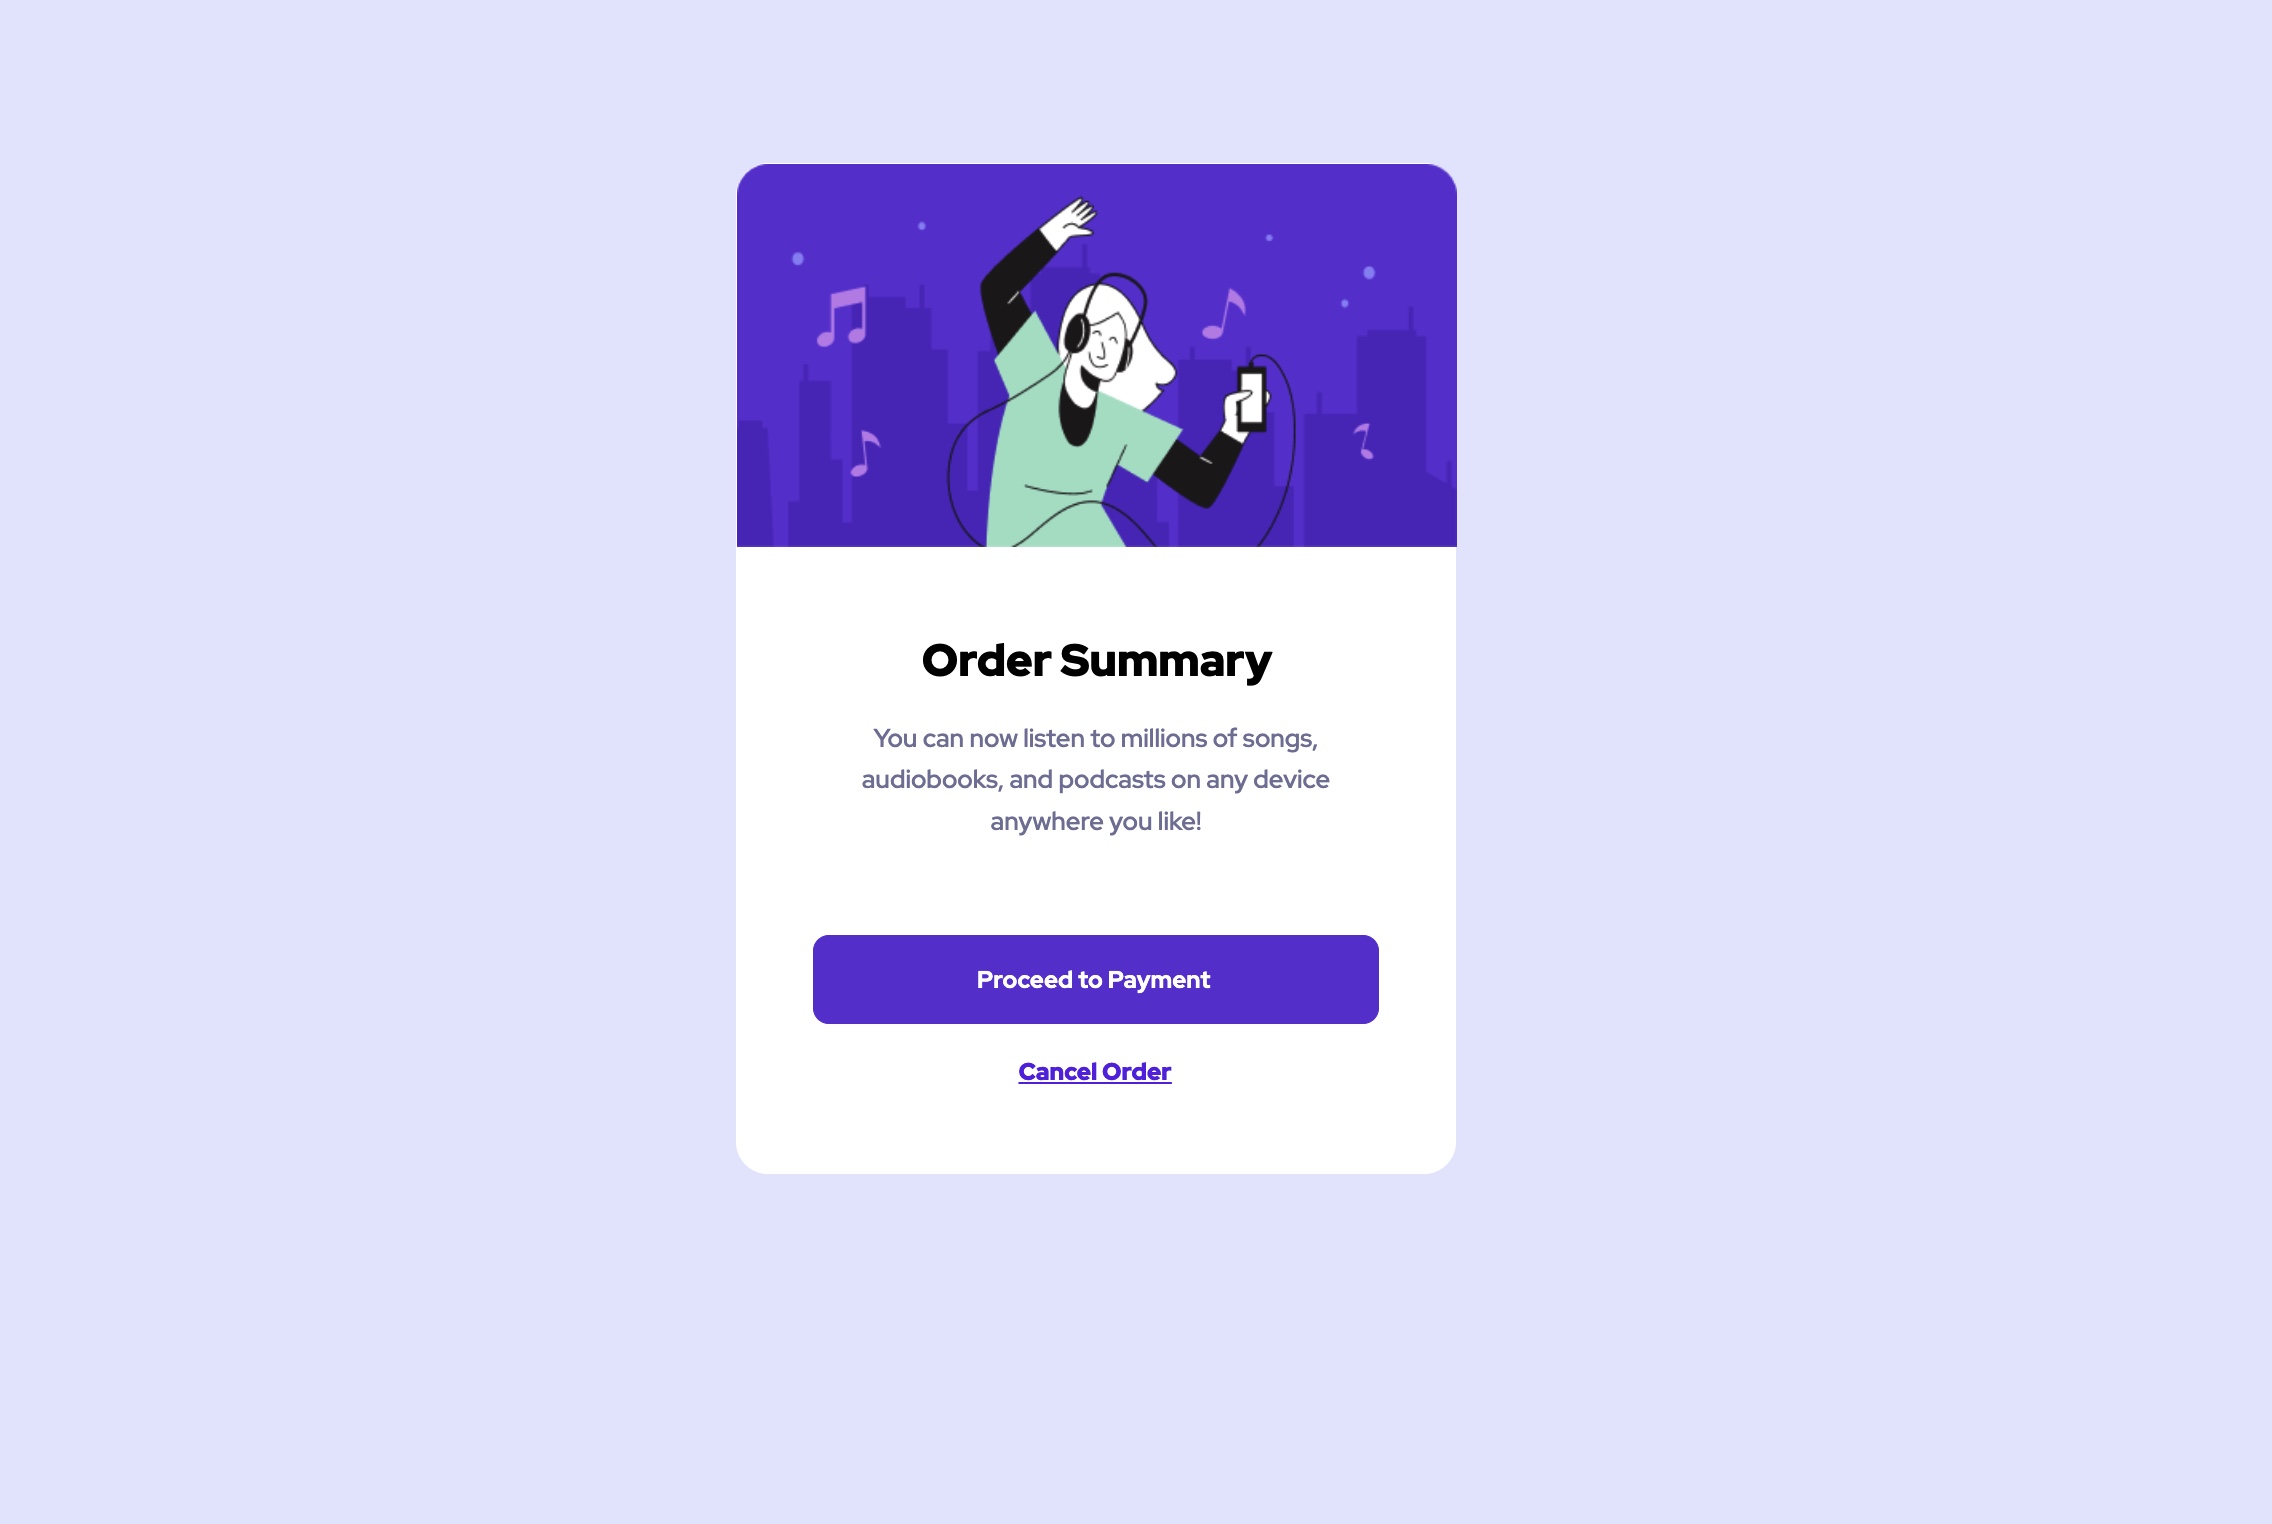 Order Summary
You can now listen to millions of songs,
audiobooks, and podcasts on any device
anywhere you like!
Proceed to Payment
Cancel Order